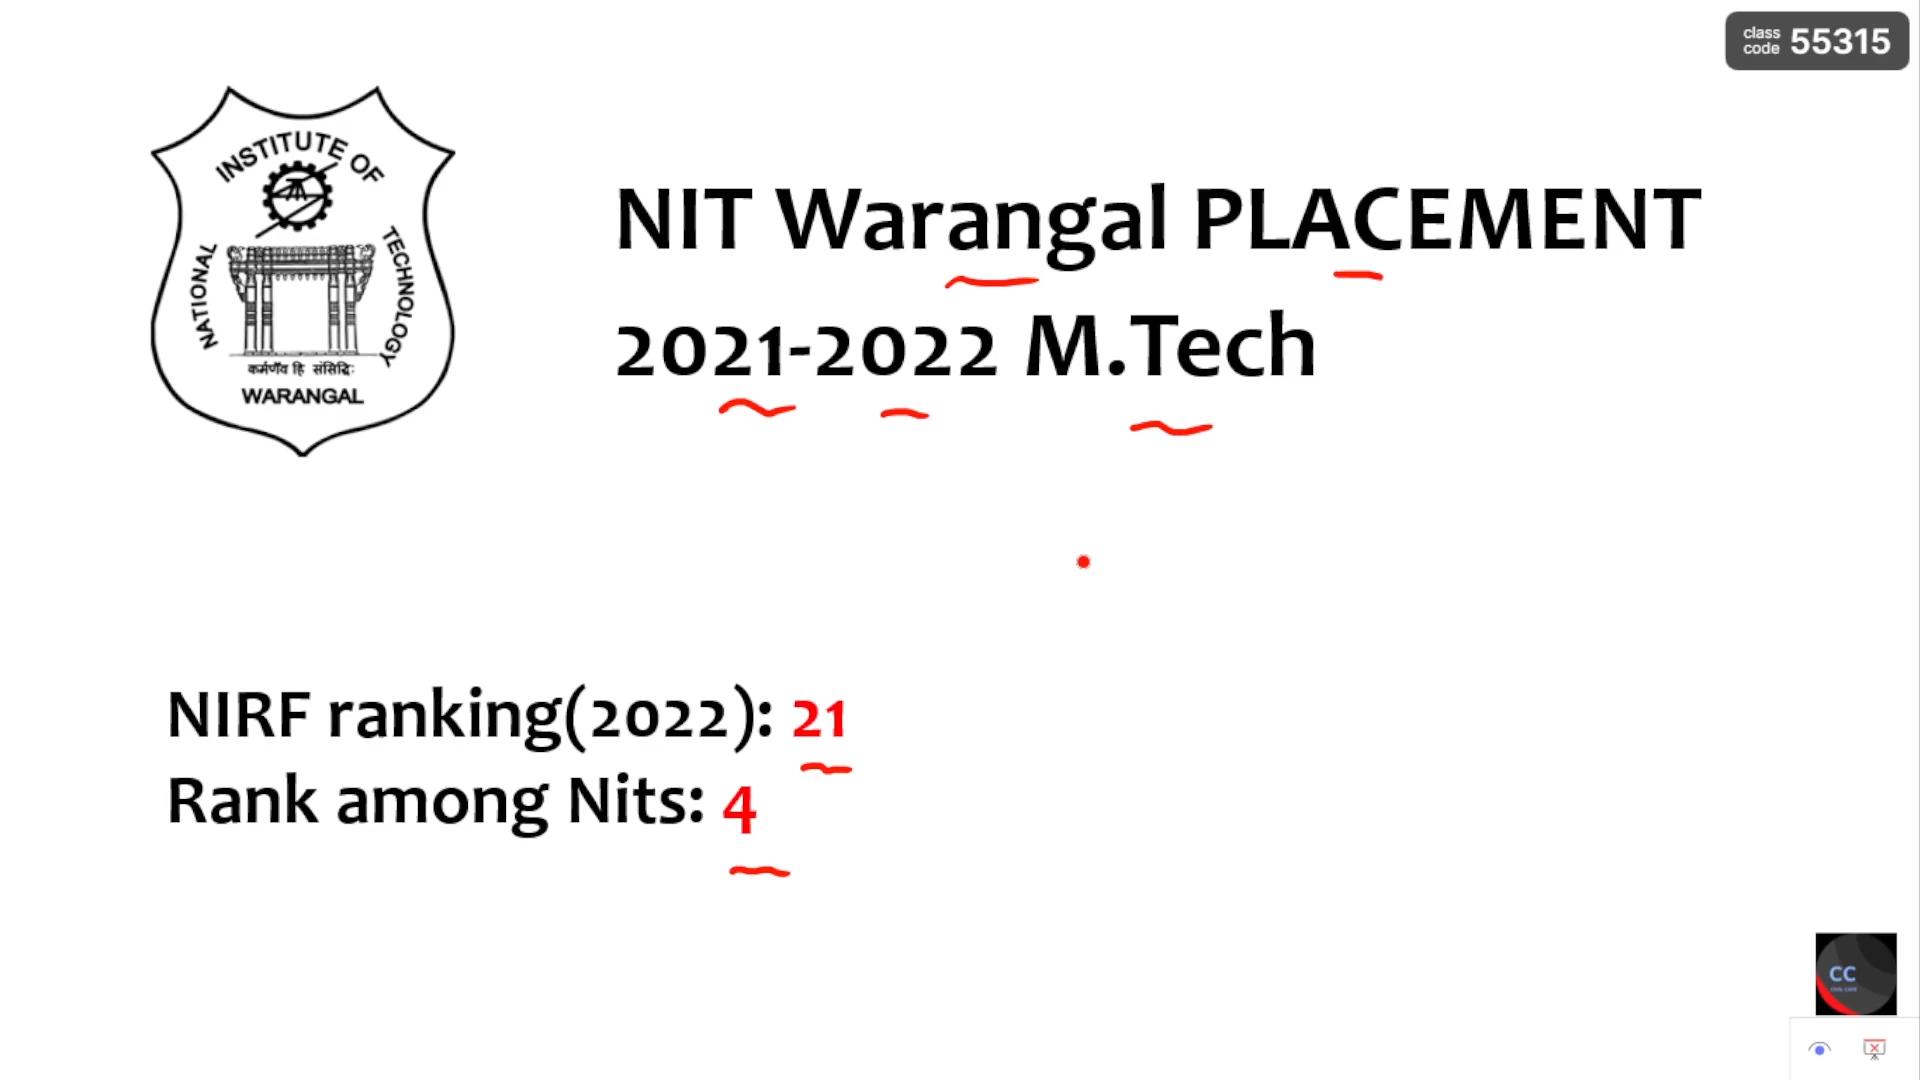 class code 55315
INSTITUTE OF
NATIONAL
TECHNOLOGY
कर्मण्येव हि संसिद्धिः
WARANGAL
NIT Warangal PLACEMENT
2021-2022 M.Tech
NIRF ranking(2022): 21
Rank among Nits: 4
CC